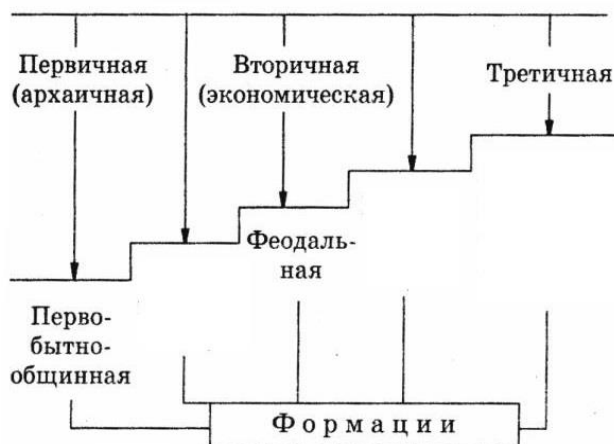 Первичная
(архаичная)
Вторичная
(экономическая)
Третичная
Феодаль-
ная
Перво-
бытно-
общинная
Формации